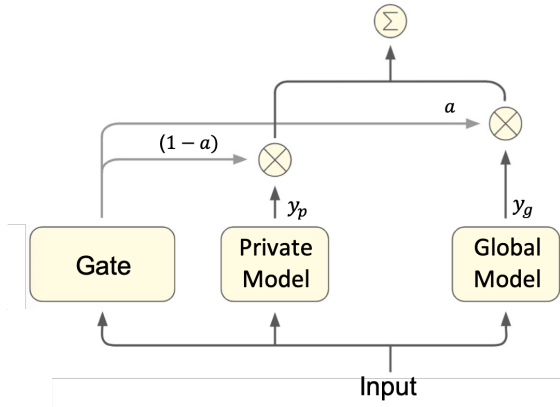 Σ
a
(1 − a)
y_p
y_g
Gate
Private
Model
Global
Model
Input